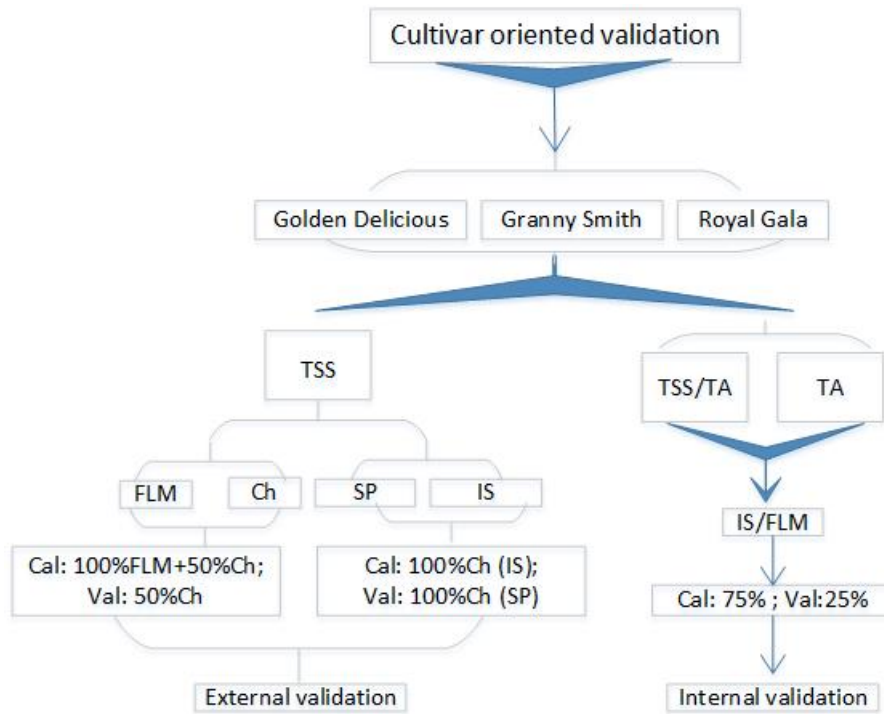 Cultivar oriented validation
Golden Delicious
Granny Smith
Royal Gala
TSS
TSS/TA
TA
FLM
Ch
SP
IS
IS/FLM
Cal: 100%FLM+50%Ch;
Val: 50%Ch
Cal: 100%Ch (IS);
Val: 100%Ch (SP)
Cal: 75% ; Val:25%
External validation
Internal validation